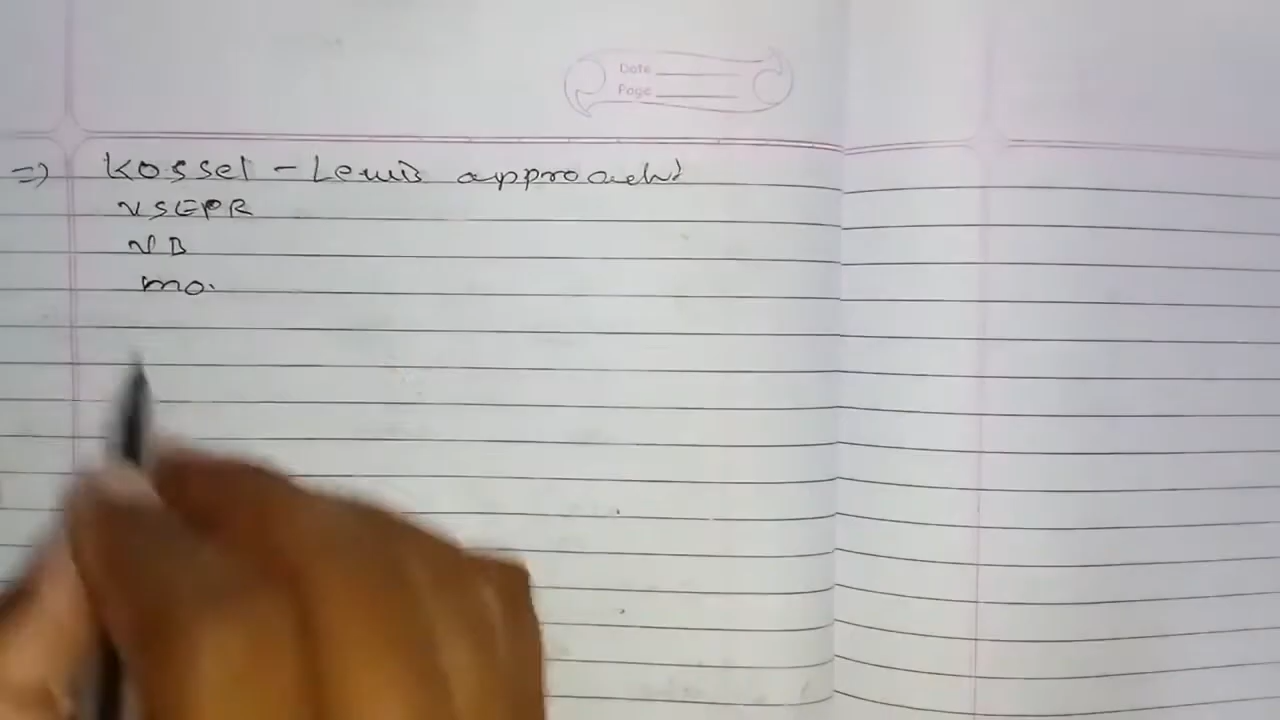 Date
Page
=> Kossel - Lewis approach:
VSEPR
VB
mo.